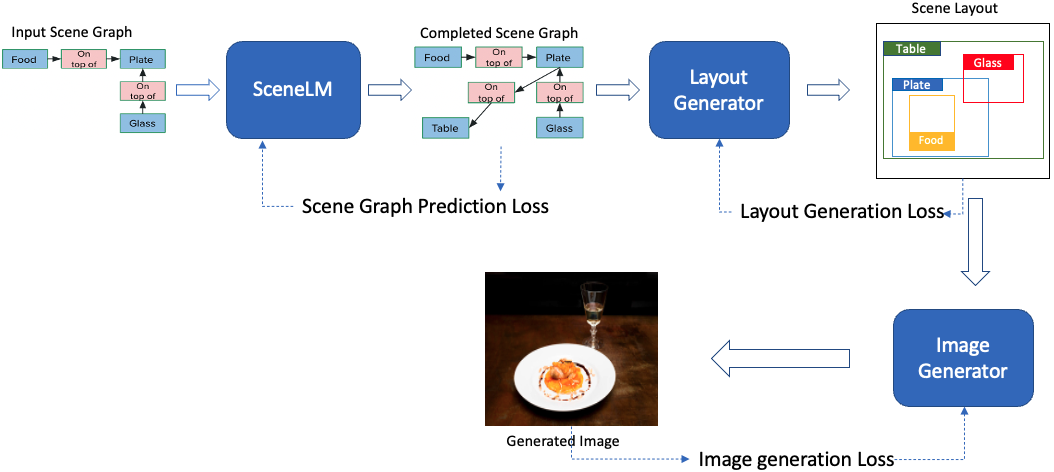 Input Scene Graph
Food
On
top of
Plate
On
top of
Glass
SceneLM
Completed Scene Graph
Food
On
top of
Plate
On
top of
On
top of
Table
Glass
Layout
Generator
Scene Layout
Table
Glass
Plate
Food
Scene Graph Prediction Loss
Layout Generation Loss
Image
Generator
Generated Image
Image generation Loss